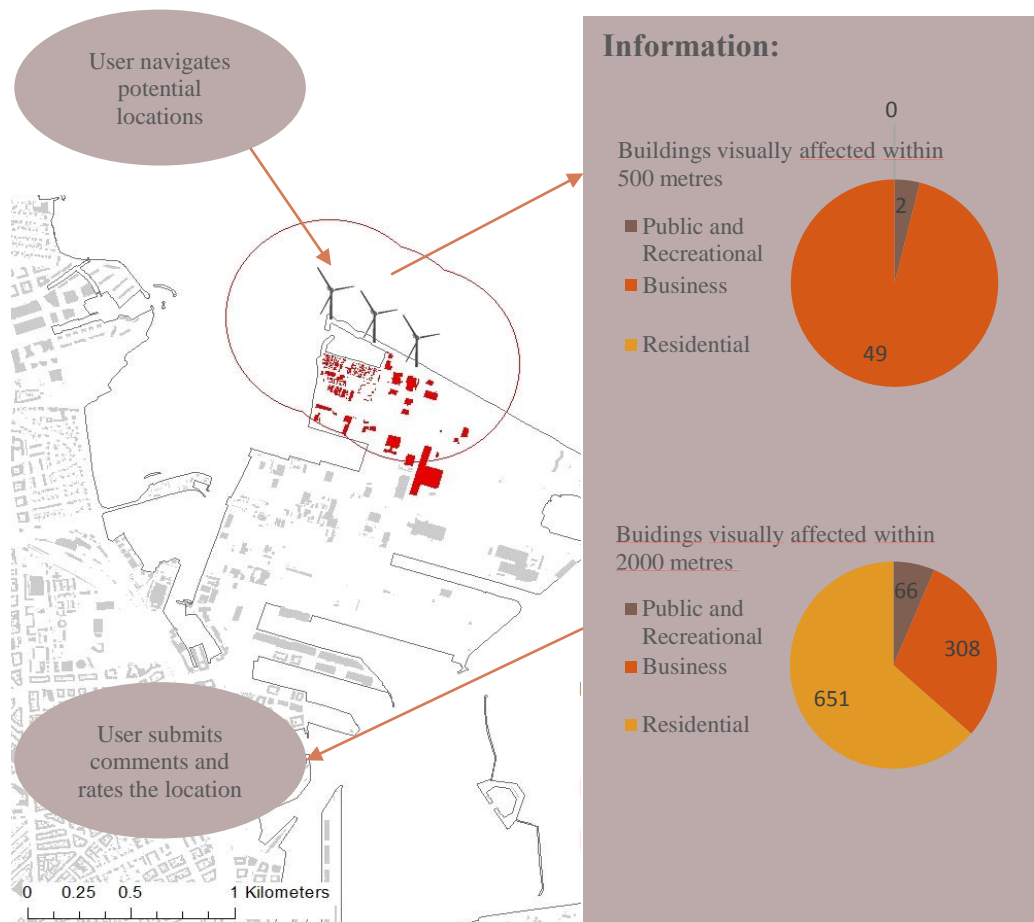 User navigates
potential
locations
Information:
0
Buildings visually affected within
500 metres
Public and
Recreational
Business
Residential
2
49
Buidings visually affected within
2000 metres
Public and
Recreational
Business
Residential
66
308
651
User submits
comments and
rates the location
0 0.25 0.5 1 Kilometers